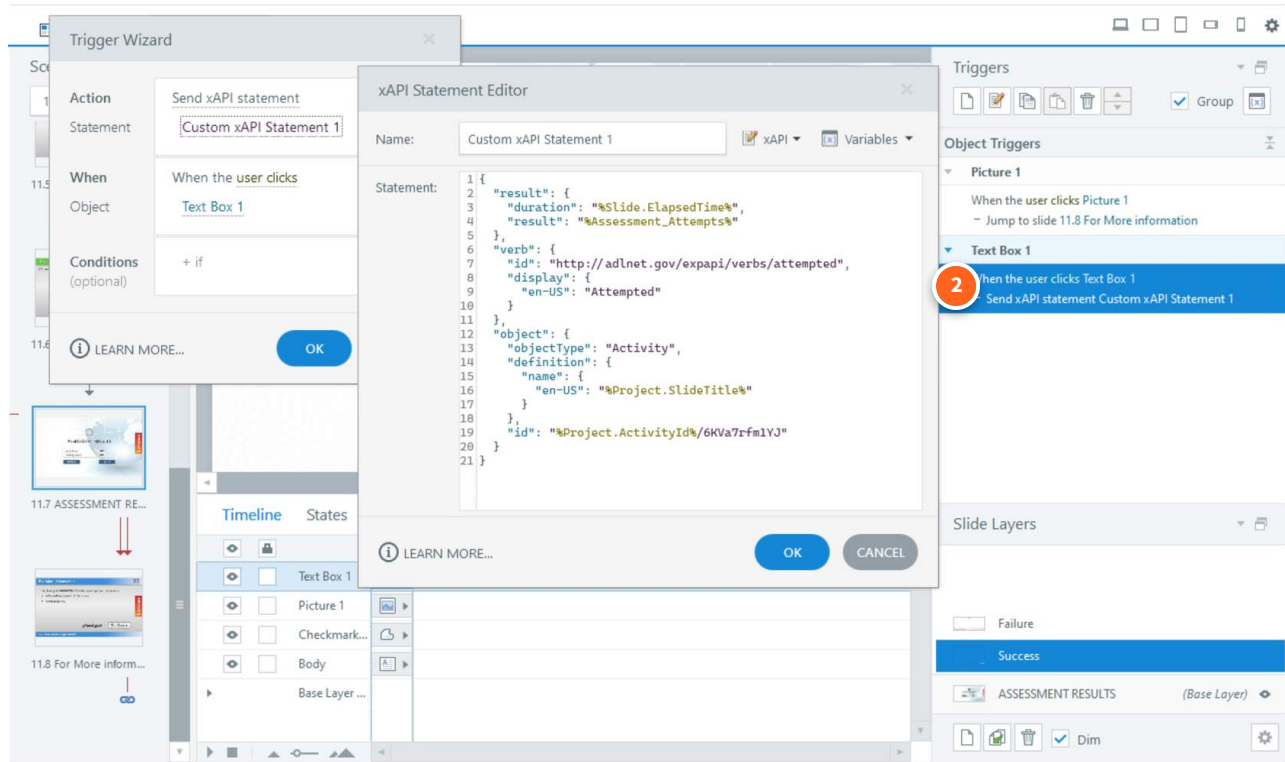 Trigger Wizard
Action
Send xAPI statement
Statement
Custom xAPI Statement 1
When
When the user clicks
Object
Text Box 1
Conditions
(optional)
+ if
LEARN MORE...
OK
xAPI Statement Editor
Name:
Custom xAPI Statement 1
xAPI
Variables
Statement:
1 {
2 "result": {
3 "duration": "%Slide.ElapsedTime%",
4 "result": "%Assessment_Attempts%"
5 },
6 "verb": {
7 "id": "http://adlnet.gov/expapi/verbs/attempted",
8 "display": {
9 "en-US": "Attempted"
10 }
11 },
12 "object": {
13 "objectType": "Activity",
14 "definition": {
15 "name": {
16 "en-US": "%Project.SlideTitle%"
17 }
18 },
19 "id": "%Project.ActivityId%/6KVa7rfm1YJ"
20 }
21 }
LEARN MORE...
OK
CANCEL
Sce
1
11.5
11.6
11.7 ASSESSMENT RE...
11.8 For More inform...
Timeline
States
Text Box 1
Picture 1
Checkmark...
Body
Base Layer ...
Triggers
Group
Object Triggers
Picture 1
When the user clicks Picture 1
– Jump to slide 11.8 For More information
Text Box 1
2
hen the user clicks Text Box 1
– Send xAPI statement Custom xAPI Statement 1
Slide Layers
Failure
Success
ASSESSMENT RESULTS
(Base Layer)
Dim